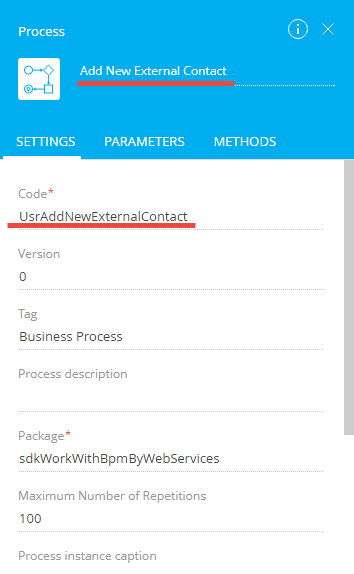 Process
Add New External Contact
SETTINGS PARAMETERS METHODS
Code*
UsrAddNewExternalContact
Version
0
Tag
Business Process
Process description
Package*
sdkWorkWithBpmByWebServices
Maximum Number of Repetitions
100
Process instance caption